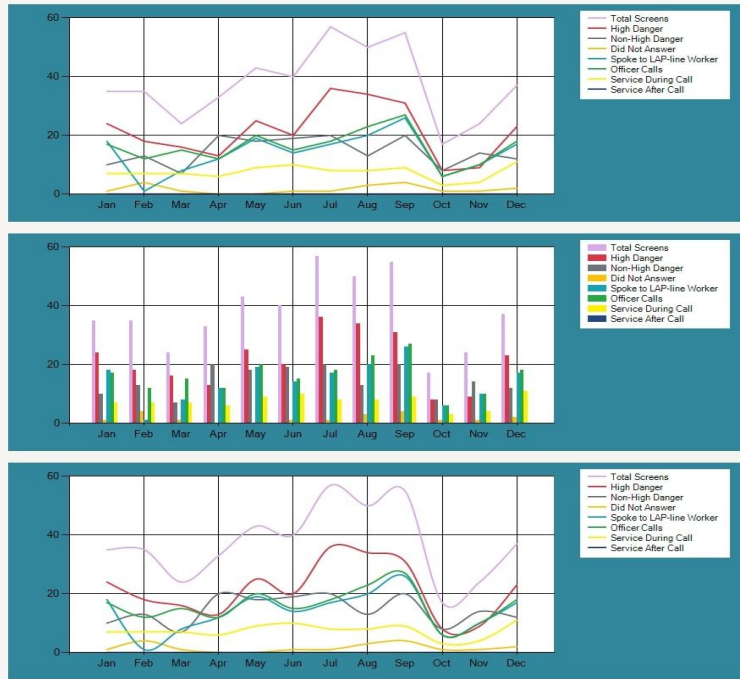 60
40
20
0
Jan Feb Mar Apr May Jun Jul Aug Sep Oct Nov Dec
Total Screens
High Danger
Non-High Danger
Did Not Answer
Spoke to LAP-line Worker
Officer Calls
Service During Call
Service After Call
60
40
20
0
Jan Feb Mar Apr May Jun Jul Aug Sep Oct Nov Dec
Total Screens
High Danger
Non-High Danger
Did Not Answer
Spoke to LAP-line Worker
Officer Calls
Service During Call
Service After Call
60
40
20
0
Jan Feb Mar Apr May Jun Jul Aug Sep Oct Nov Dec
Total Screens
High Danger
Non-High Danger
Did Not Answer
Spoke to LAP-line Worker
Officer Calls
Service During Call
Service After Call